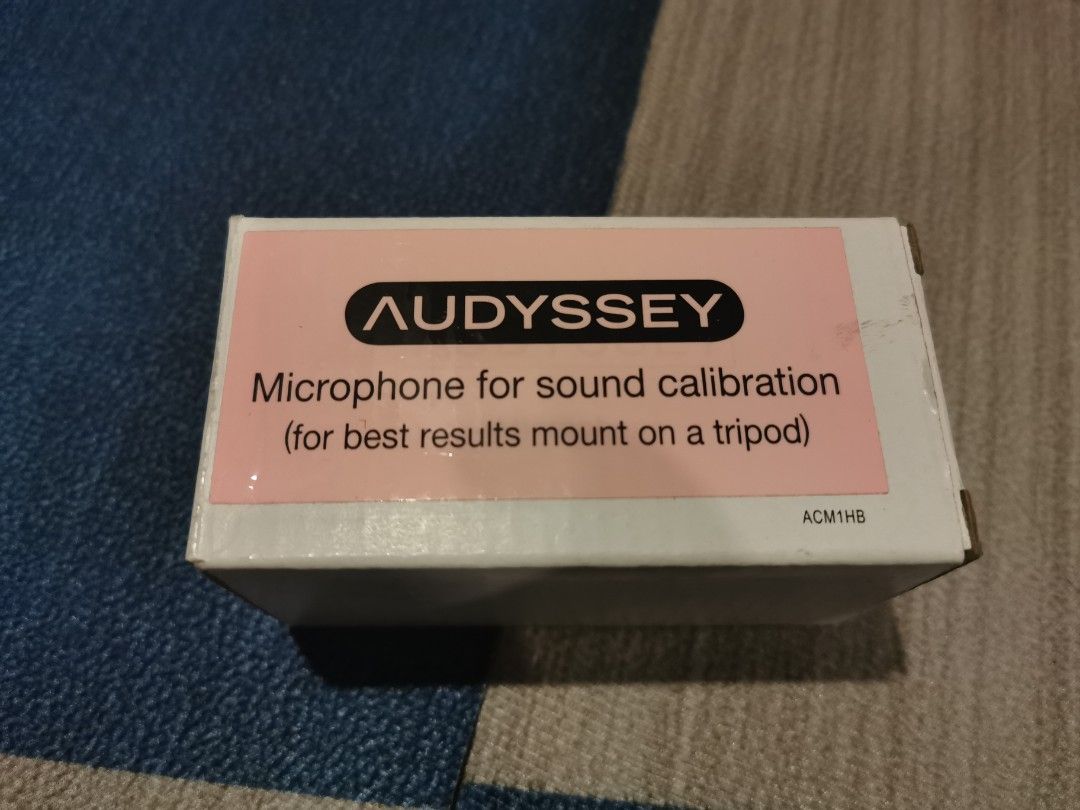 AUDYSSEY
Microphone for sound calibration
(for best results mount on a tripod)
ACM1HB